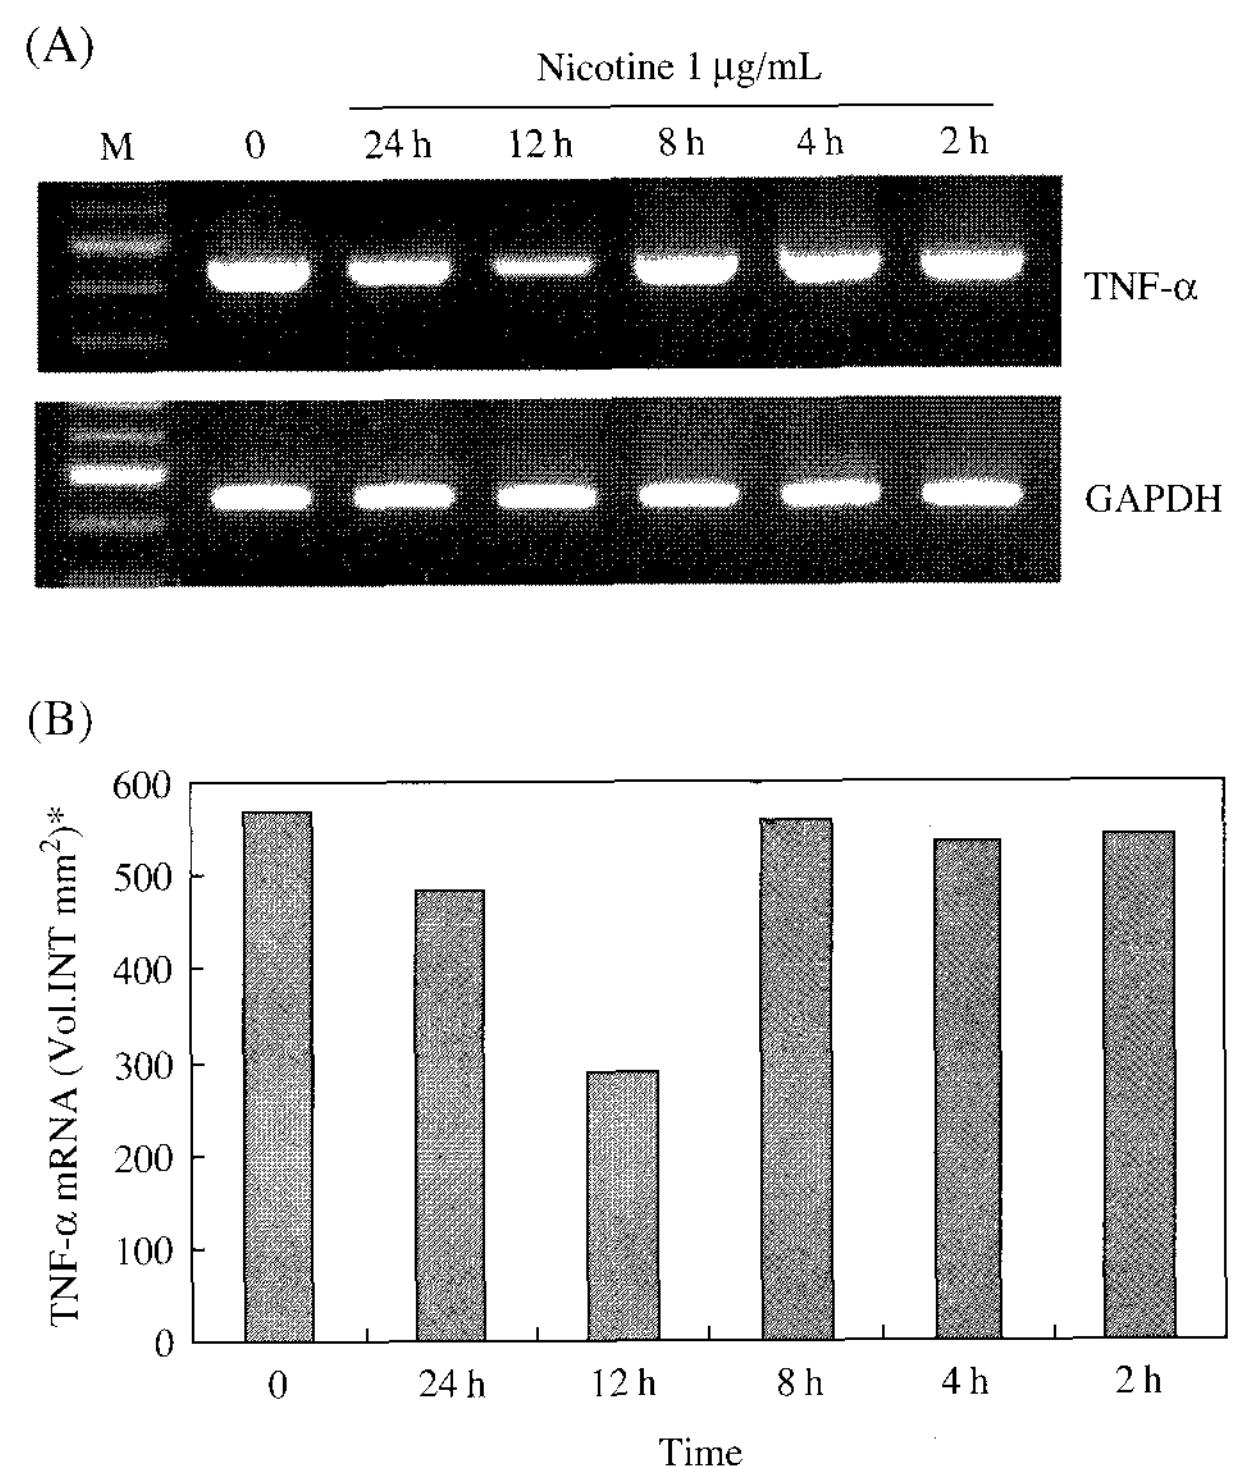 (A)
Nicotine 1 μg/mL
M 0 24 h 12 h 8 h 4 h 2 h
TNF-α
GAPDH
(B)
TNF-α mRNA (Vol.INT mm²)*
600
500
400
300
200
100
0
0 24 h 12 h 8 h 4 h 2 h
Time